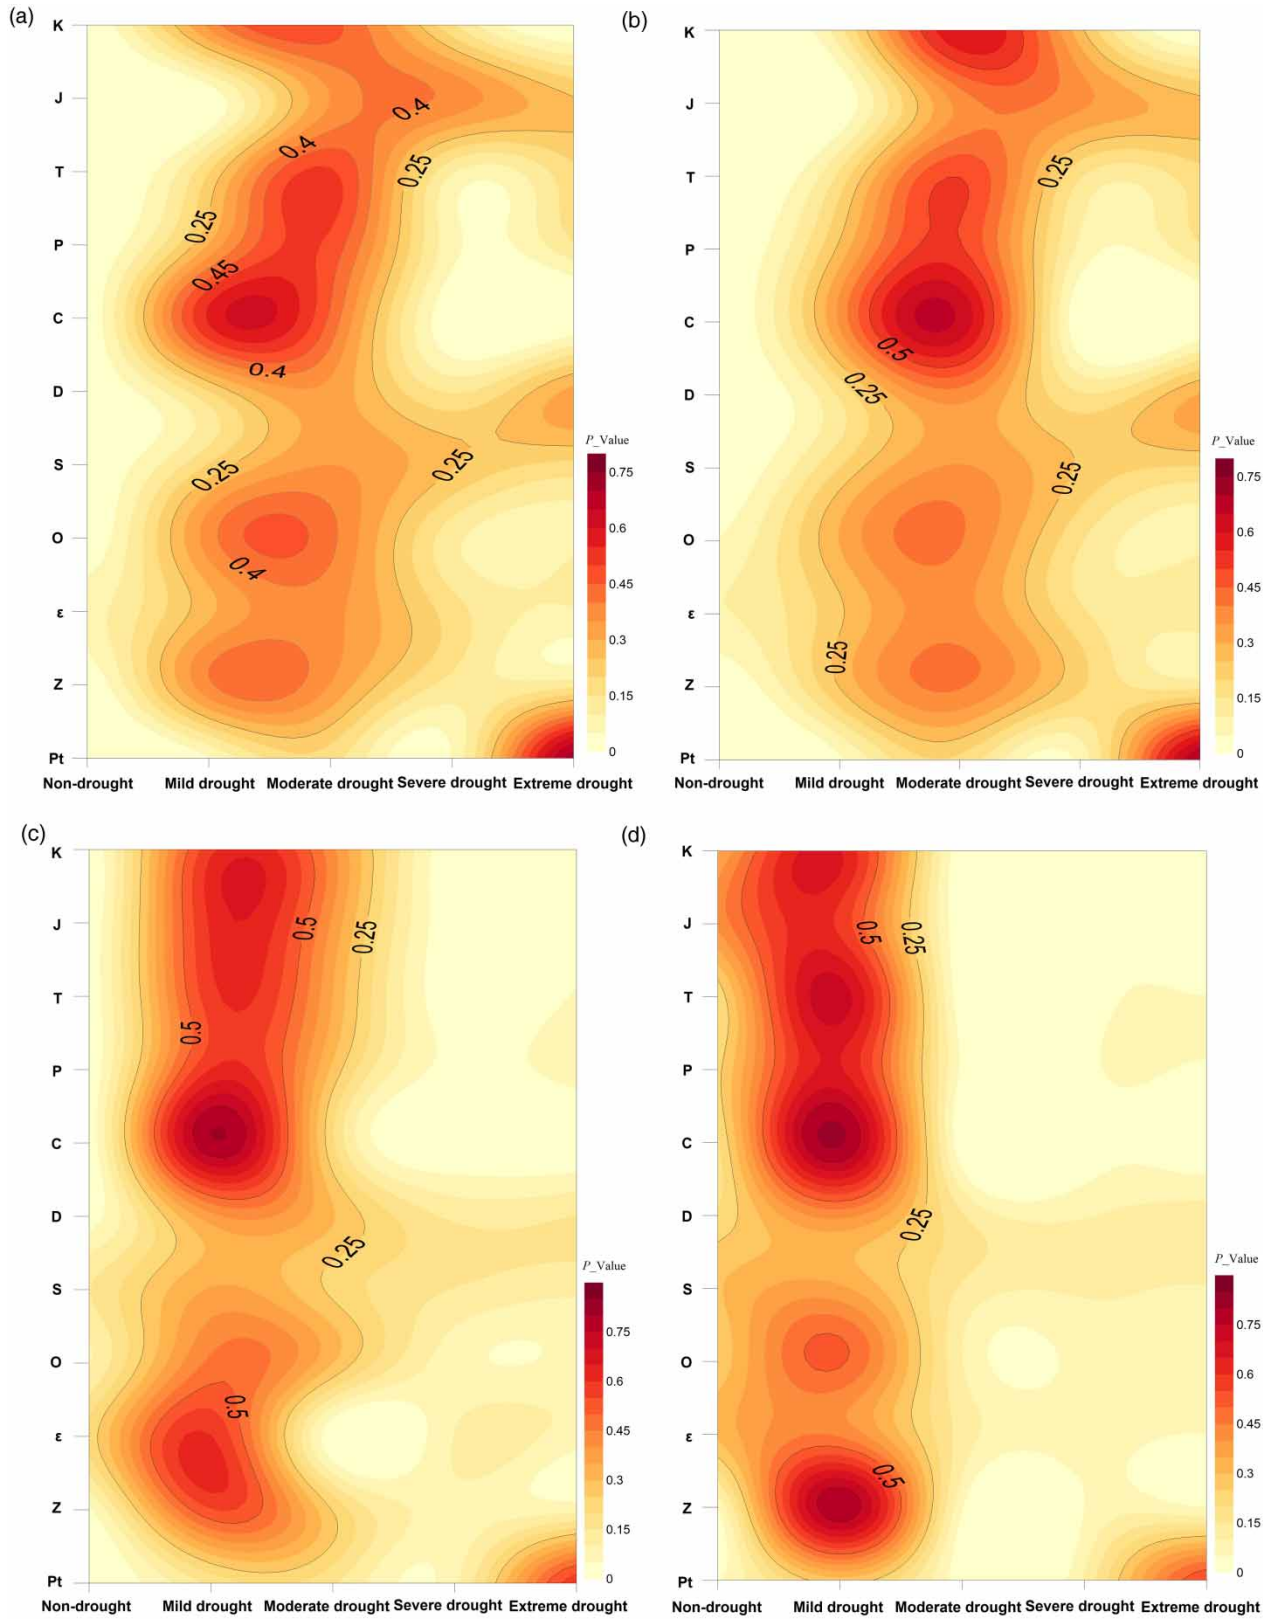 (a)
K
J
T
P
C
D
S
O
ε
Z
Pt
0.4
0.4
0.25
0.25
0.45
0.4
0.25
0.25
0.4
P_Value
0.75
0.6
0.45
0.3
0.15
0
Non-drought Mild drought Moderate drought Severe drought Extreme drought
(b)
K
J
T
P
C
D
S
O
ε
Z
Pt
0.25
0.5
0.25
0.25
0.25
P_Value
0.75
0.6
0.45
0.3
0.15
0
Non-drought Mild drought Moderate drought Severe drought Extreme drought
(c)
K
J
T
P
C
D
S
O
ε
Z
Pt
0.5
0.25
0.5
0.25
0.5
P_Value
0.75
0.6
0.45
0.3
0.15
0
Non-drought Mild drought Moderate drought Severe drought Extreme drought
(d)
K
J
T
P
C
D
S
O
ε
Z
Pt
0.5
0.25
0.25
0.5
P_Value
0.75
0.6
0.45
0.3
0.15
0
Non-drought Mild drought Moderate drought Severe drought Extreme drought